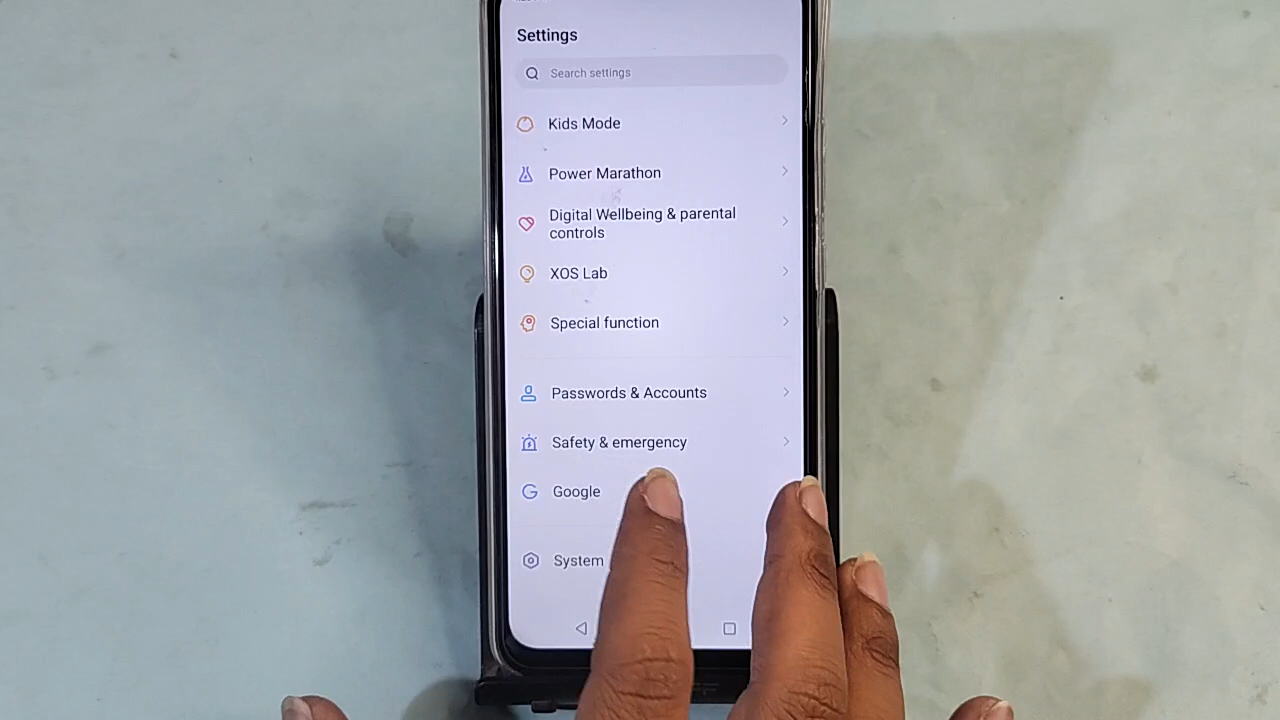 Settings
Search settings
Kids Mode
Power Marathon
Digital Wellbeing & parental
controls
XOS Lab
Special function
Passwords & Accounts
Safety & emergency
Google
System